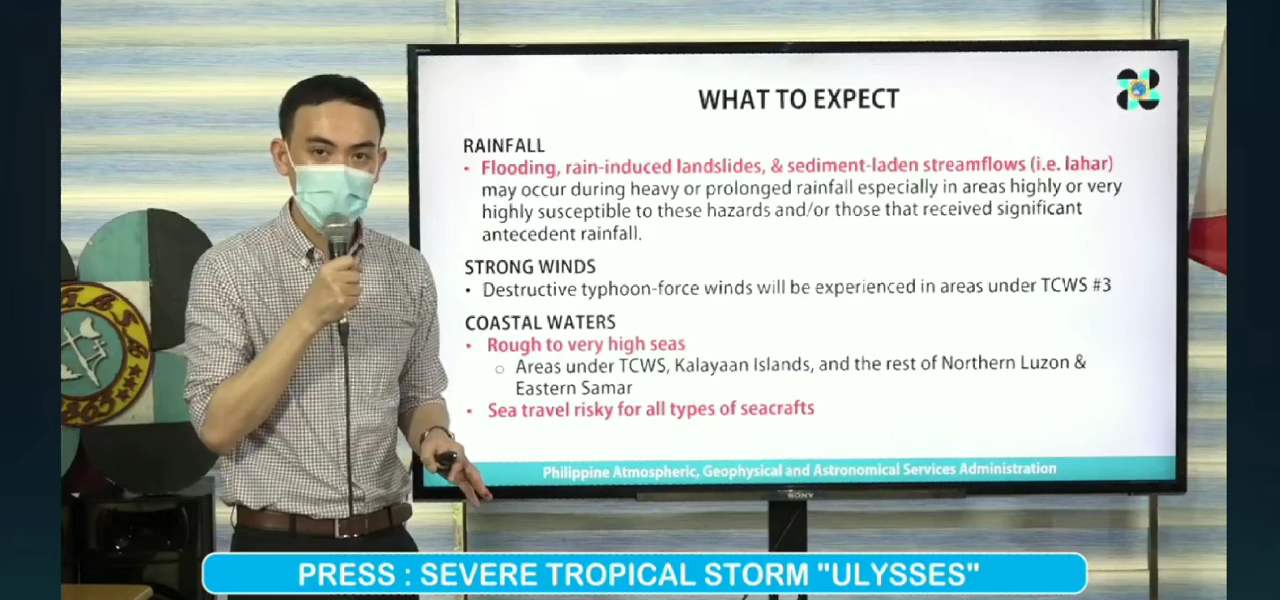 WHAT TO EXPECT
RAINFALL
• Flooding, rain-induced landslides, & sediment-laden streamflows (i.e. lahar)
may occur during heavy or prolonged rainfall especially in areas highly or very
highly susceptible to these hazards and/or those that received significant
antecedent rainfall.
STRONG WINDS
• Destructive typhoon-force winds will be experienced in areas under TCWS #3
COASTAL WATERS
• Rough to very high seas
○ Areas under TCWS, Kalayaan Islands, and the rest of Northern Luzon &
Eastern Samar
• Sea travel risky for all types of seacrafts
Philippine Atmospheric, Geophysical and Astronomical Services Administration
SONY
PRESS : SEVERE TROPICAL STORM "ULYSSES"